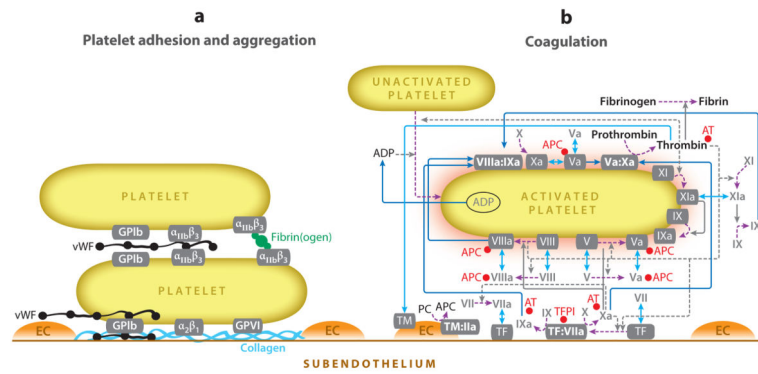 a
Platelet adhesion and aggregation
PLATELET
GPIb
αIIbβ3
αIIbβ3
vWF
Fibrin(ogen)
GPIb
αIIbβ3
αIIbβ3
PLATELET
vWF
EC
GPIb
α2β1
GPVI
EC
Collagen
b
Coagulation
UNACTIVATED
PLATELET
Fibrinogen
Fibrin
X
Va
Prothrombin
AT
APC
Thrombin
ADP
VIIIa:IXa
Xa
Va
Va:Xa
XI
XI
ADP
ACTIVATED
PLATELET
XIa
XIa
IX
IXa
IX
IX
VIIIa
VIII
V
Va
APC
APC
APC
VIIIa
VIII
V
Va
APC
PC
APC
VII
VIIa
AT
AT
IX
TFPI
X
Xa
VII
TM
EC
TM:IIa
TF
IXa
TF:VIIa
TF
EC
SUBENDOTHELIUM